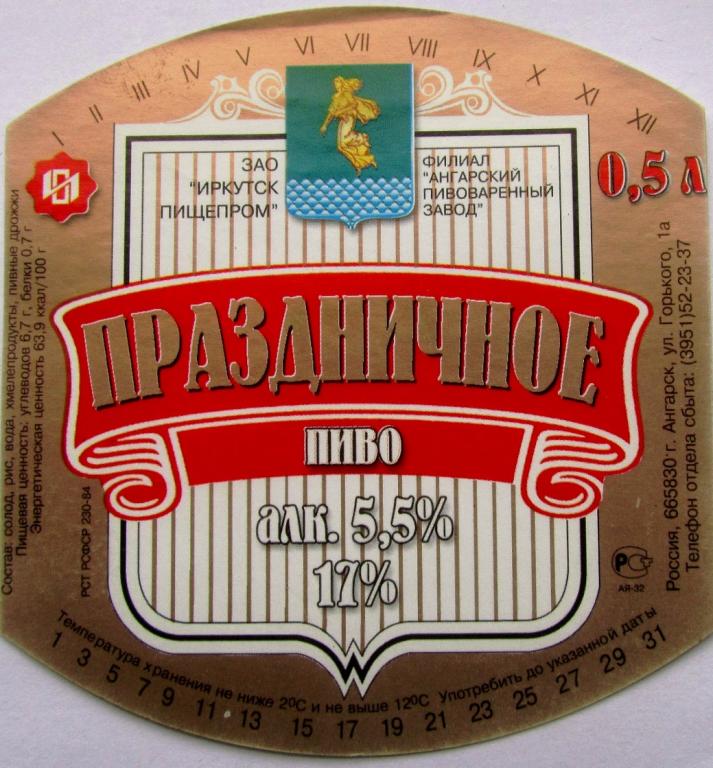 I II III IV V VI VII VIII IX X XI XII
ЗАО
"ИРКУТСК
ПИЩЕПРОМ"
ФИЛИАЛ
"АНГАРСКИЙ
ПИВОВАРЕННЫЙ
ЗАВОД"
0,5 л
ПРАЗДНИЧНОЕ
ПИВО
алк. 5,5%
17%
Состав: солод, рис, вода, хмелепродукты, пивные дрожжи
Пищевая ценность: углеводов 6,7 г, белки 0,7 г
Энергетическая ценность 63,9 ккал/100 г
РСТ РСФСР 230-84
Россия, 665830 г. Ангарск, ул. Горького, 1а
Телефон отдела сбыта: (3951)52-23-37
РСТ
АЯ-32
Температура хранения не ниже 2°С и не выше 12°С Употребить до указанной даты
1 3 5 7 9 11 13 15 17 19 21 23 25 27 29 31